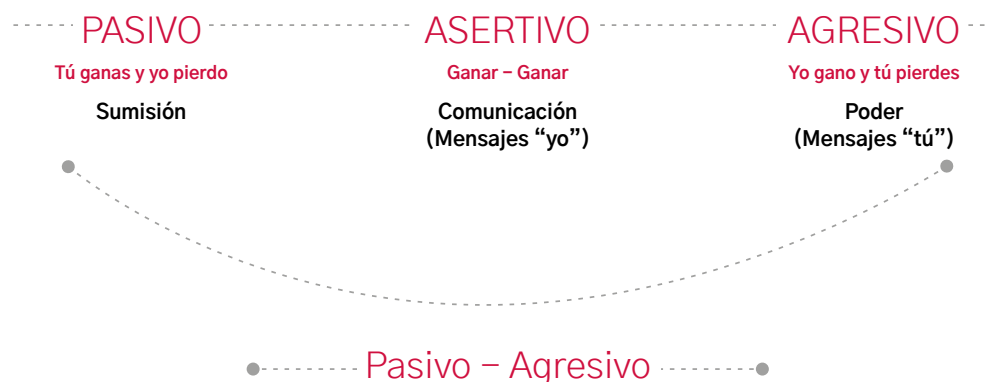 PASIVO
Tú ganas y yo pierdo
Sumisión
ASERTIVO
Ganar – Ganar
Comunicación
(Mensajes “yo”)
AGRESIVO
Yo gano y tú pierdes
Poder
(Mensajes “tú”)
Pasivo – Agresivo